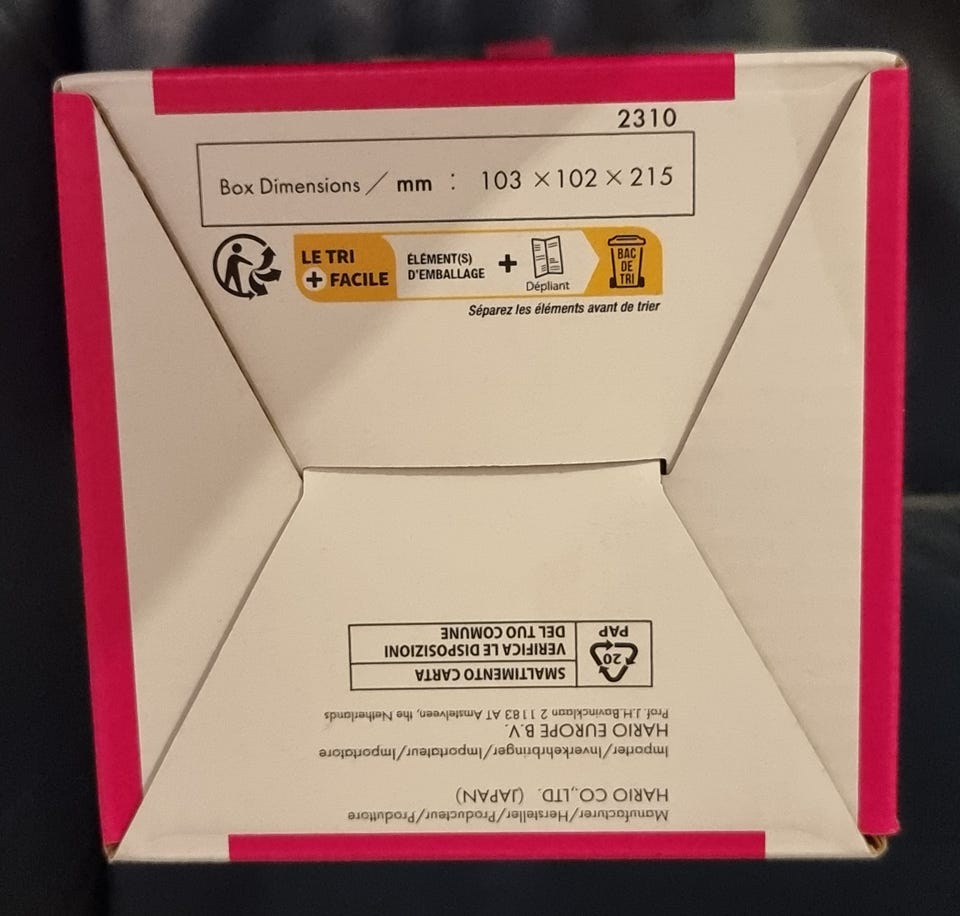 2310
Box Dimensions / mm : 103 × 102 × 215
LE TRI
+ FACILE
ÉLÉMENT(S)
D'EMBALLAGE
+
Dépliant
BAC
DE
TRI
Séparez les éléments avant de trier
Manufacturer/Hersteller/Producteur/Produttore
HARIO CO.,LTD. (JAPAN)
Importer/Inverkehrbringer/Importateur/Importatore
HARIO EUROPE B.V.
Prof. J.H.Bavincklaan 2 1183 AT Amstelveen, the Netherlands
20
PAP
SMALTIMENTO CARTA
VERIFICA LE DISPOSIZIONI
DEL TUO COMUNE